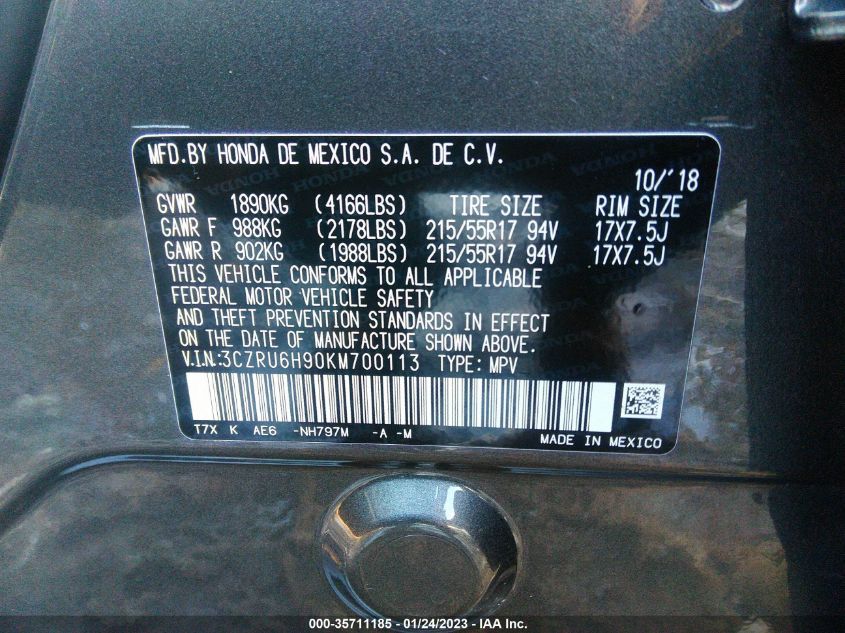 MFD.BY HONDA DE MEXICO S.A. DE C.V.
10/'18
GVWR 1890KG (4166LBS) TIRE SIZE RIM SIZE
GAWR F 988KG (2178LBS) 215/55R17 94V 17X7.5J
GAWR R 902KG (1988LBS) 215/55R17 94V 17X7.5J
THIS VEHICLE CONFORMS TO ALL APPLICABLE
FEDERAL MOTOR VEHICLE SAFETY
AND THEFT PREVENTION STANDARDS IN EFFECT
ON THE DATE OF MANUFACTURE SHOWN ABOVE.
V.I.N.:3CZRU6H90KM700113 TYPE: MPV
T7X K AE6 -NH797M -A -M
MADE IN MEXICO
000-35711185 - 01/24/2023 - IAA Inc.